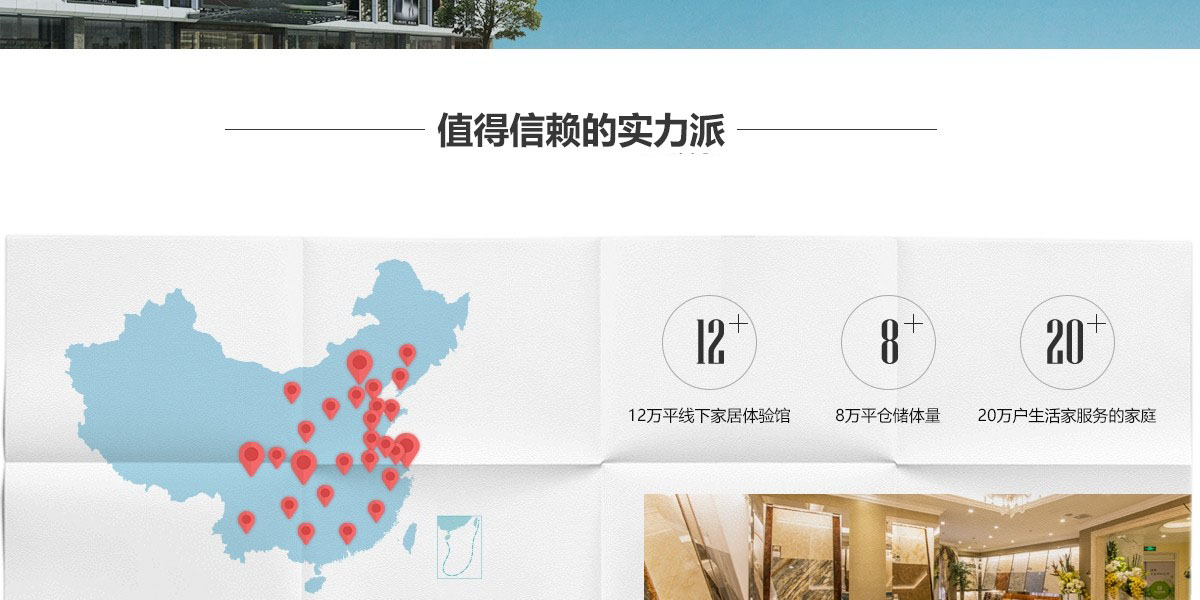 值得信赖的实力派
12+
8+
20+
12万平线下家居体验馆
8万平仓储体量
20万户生活家服务的家庭